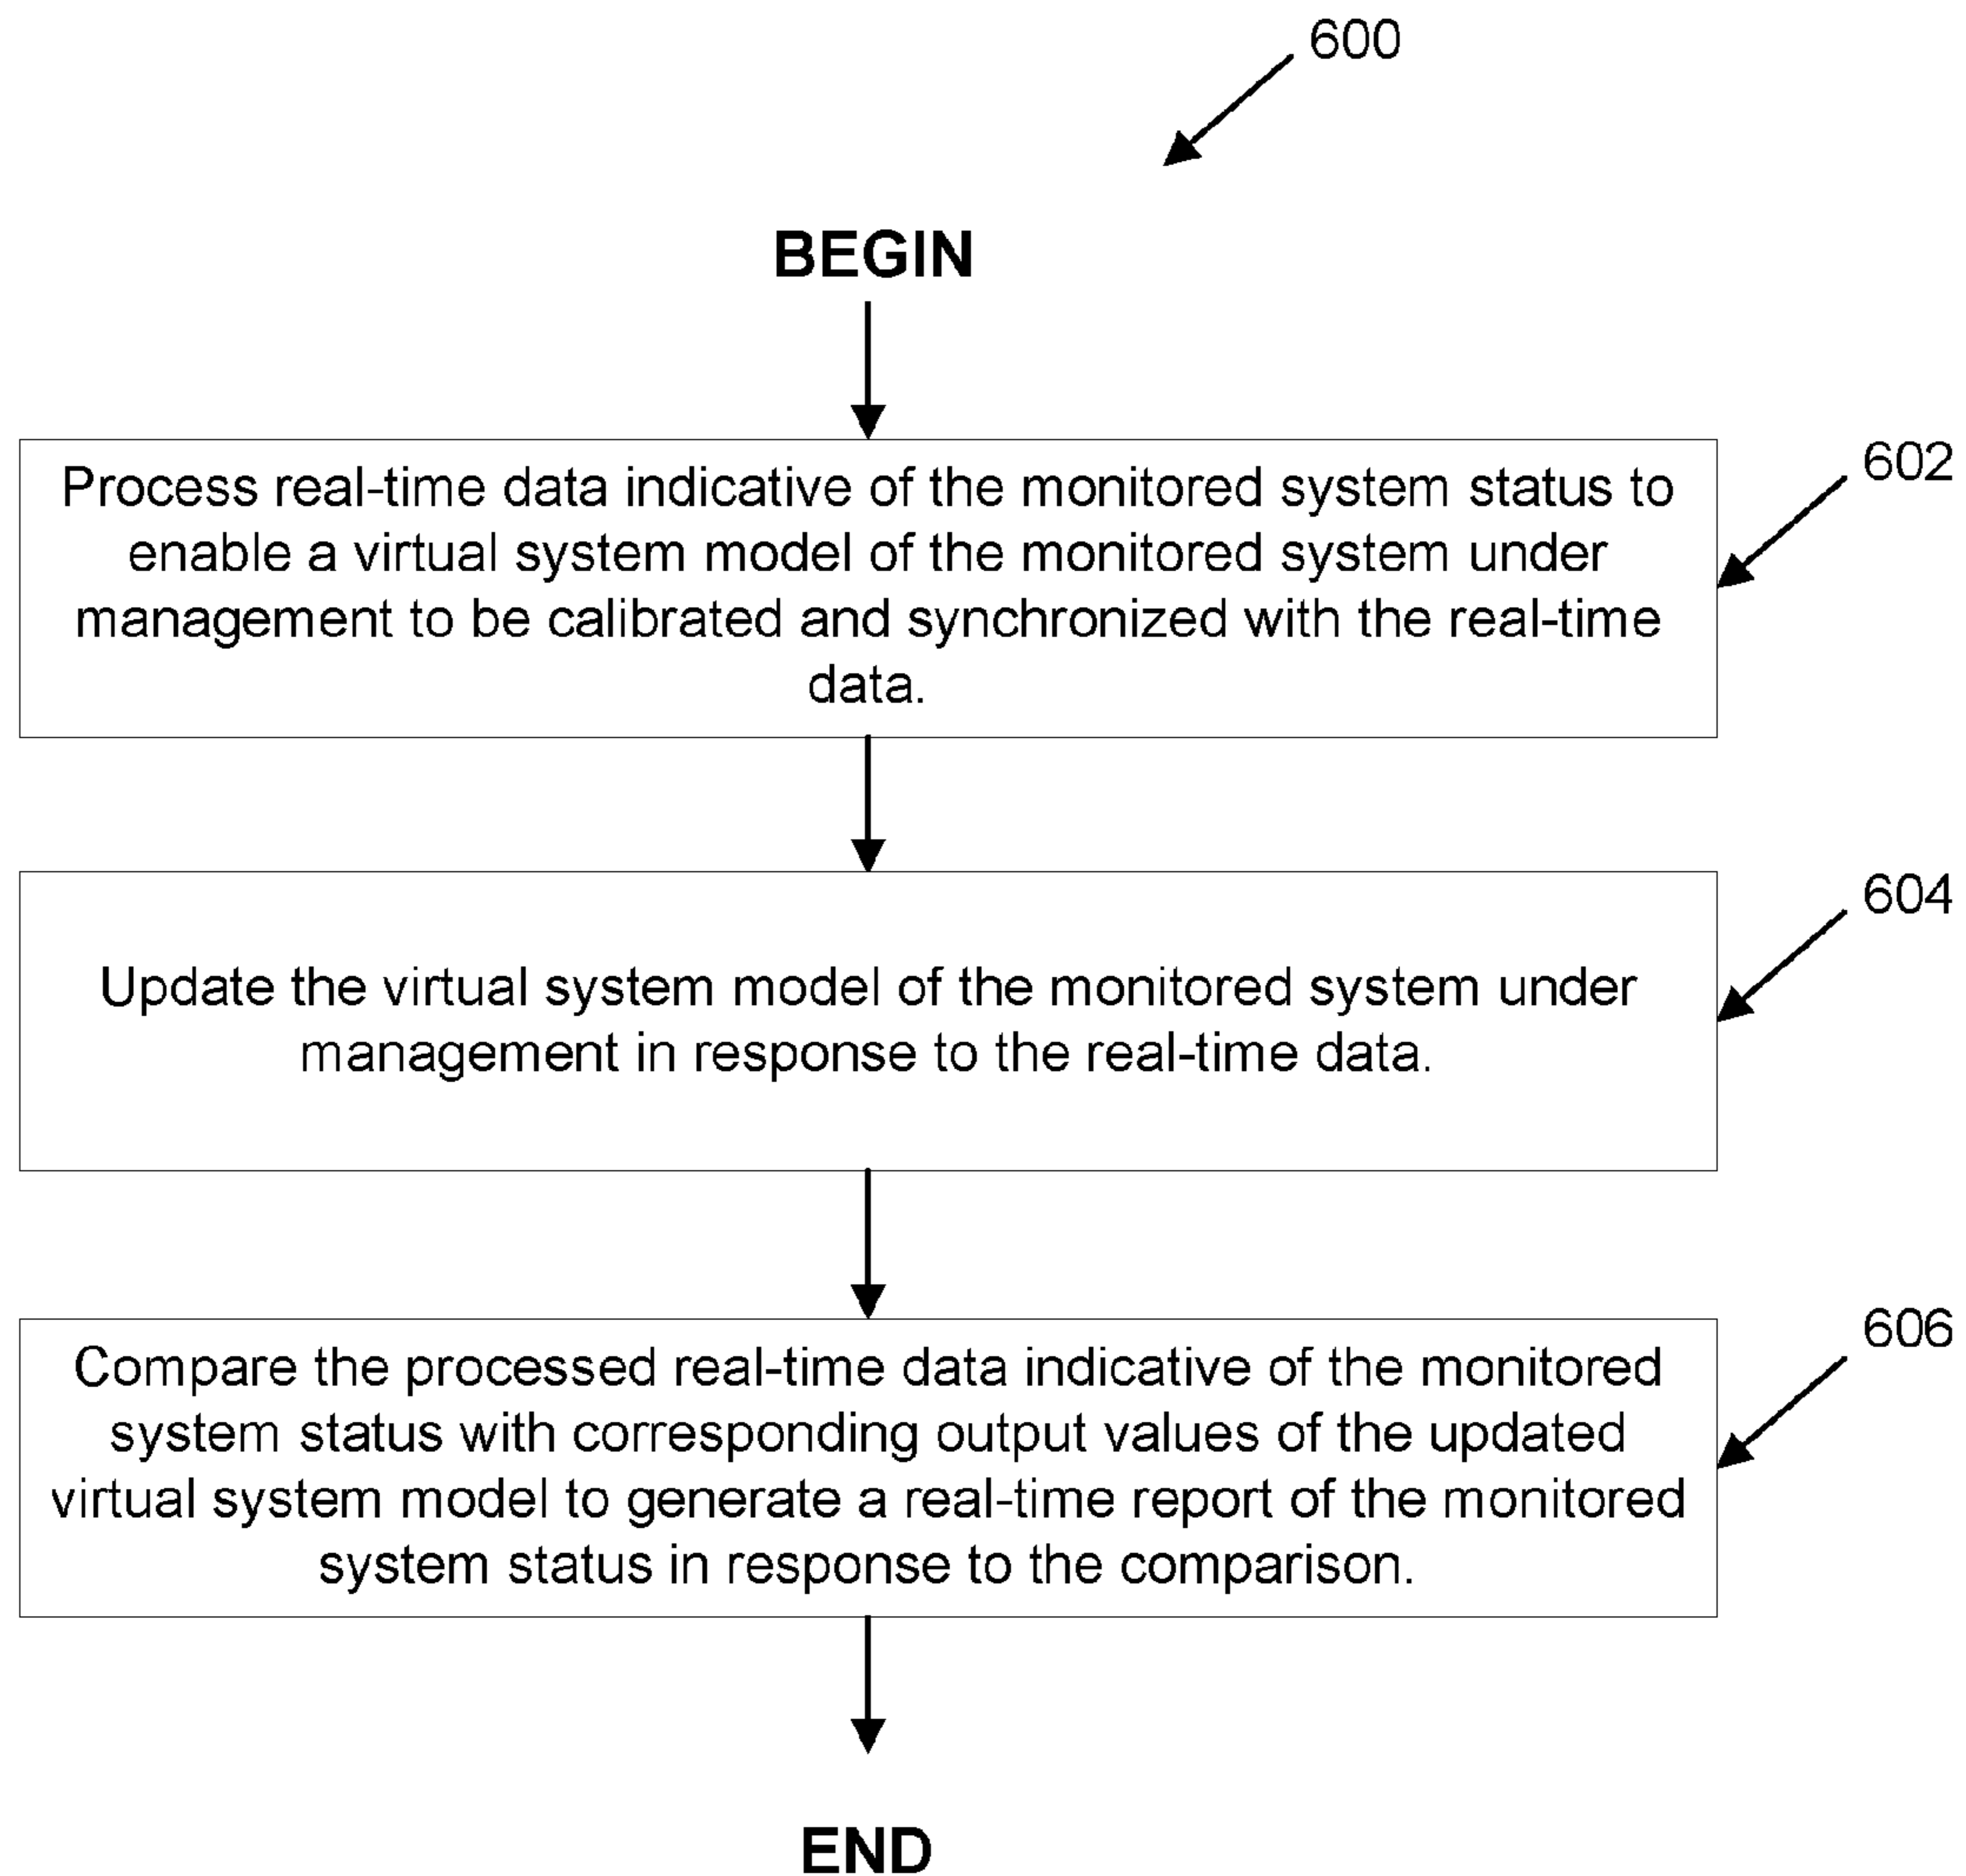 600
BEGIN
602
Process real-time data indicative of the monitored system status to
enable a virtual system model of the monitored system under
management to be calibrated and synchronized with the real-time
data.
604
Update the virtual system model of the monitored system under
management in response to the real-time data.
606
Compare the processed real-time data indicative of the monitored
system status with corresponding output values of the updated
virtual system model to generate a real-time report of the monitored
system status in response to the comparison.
END